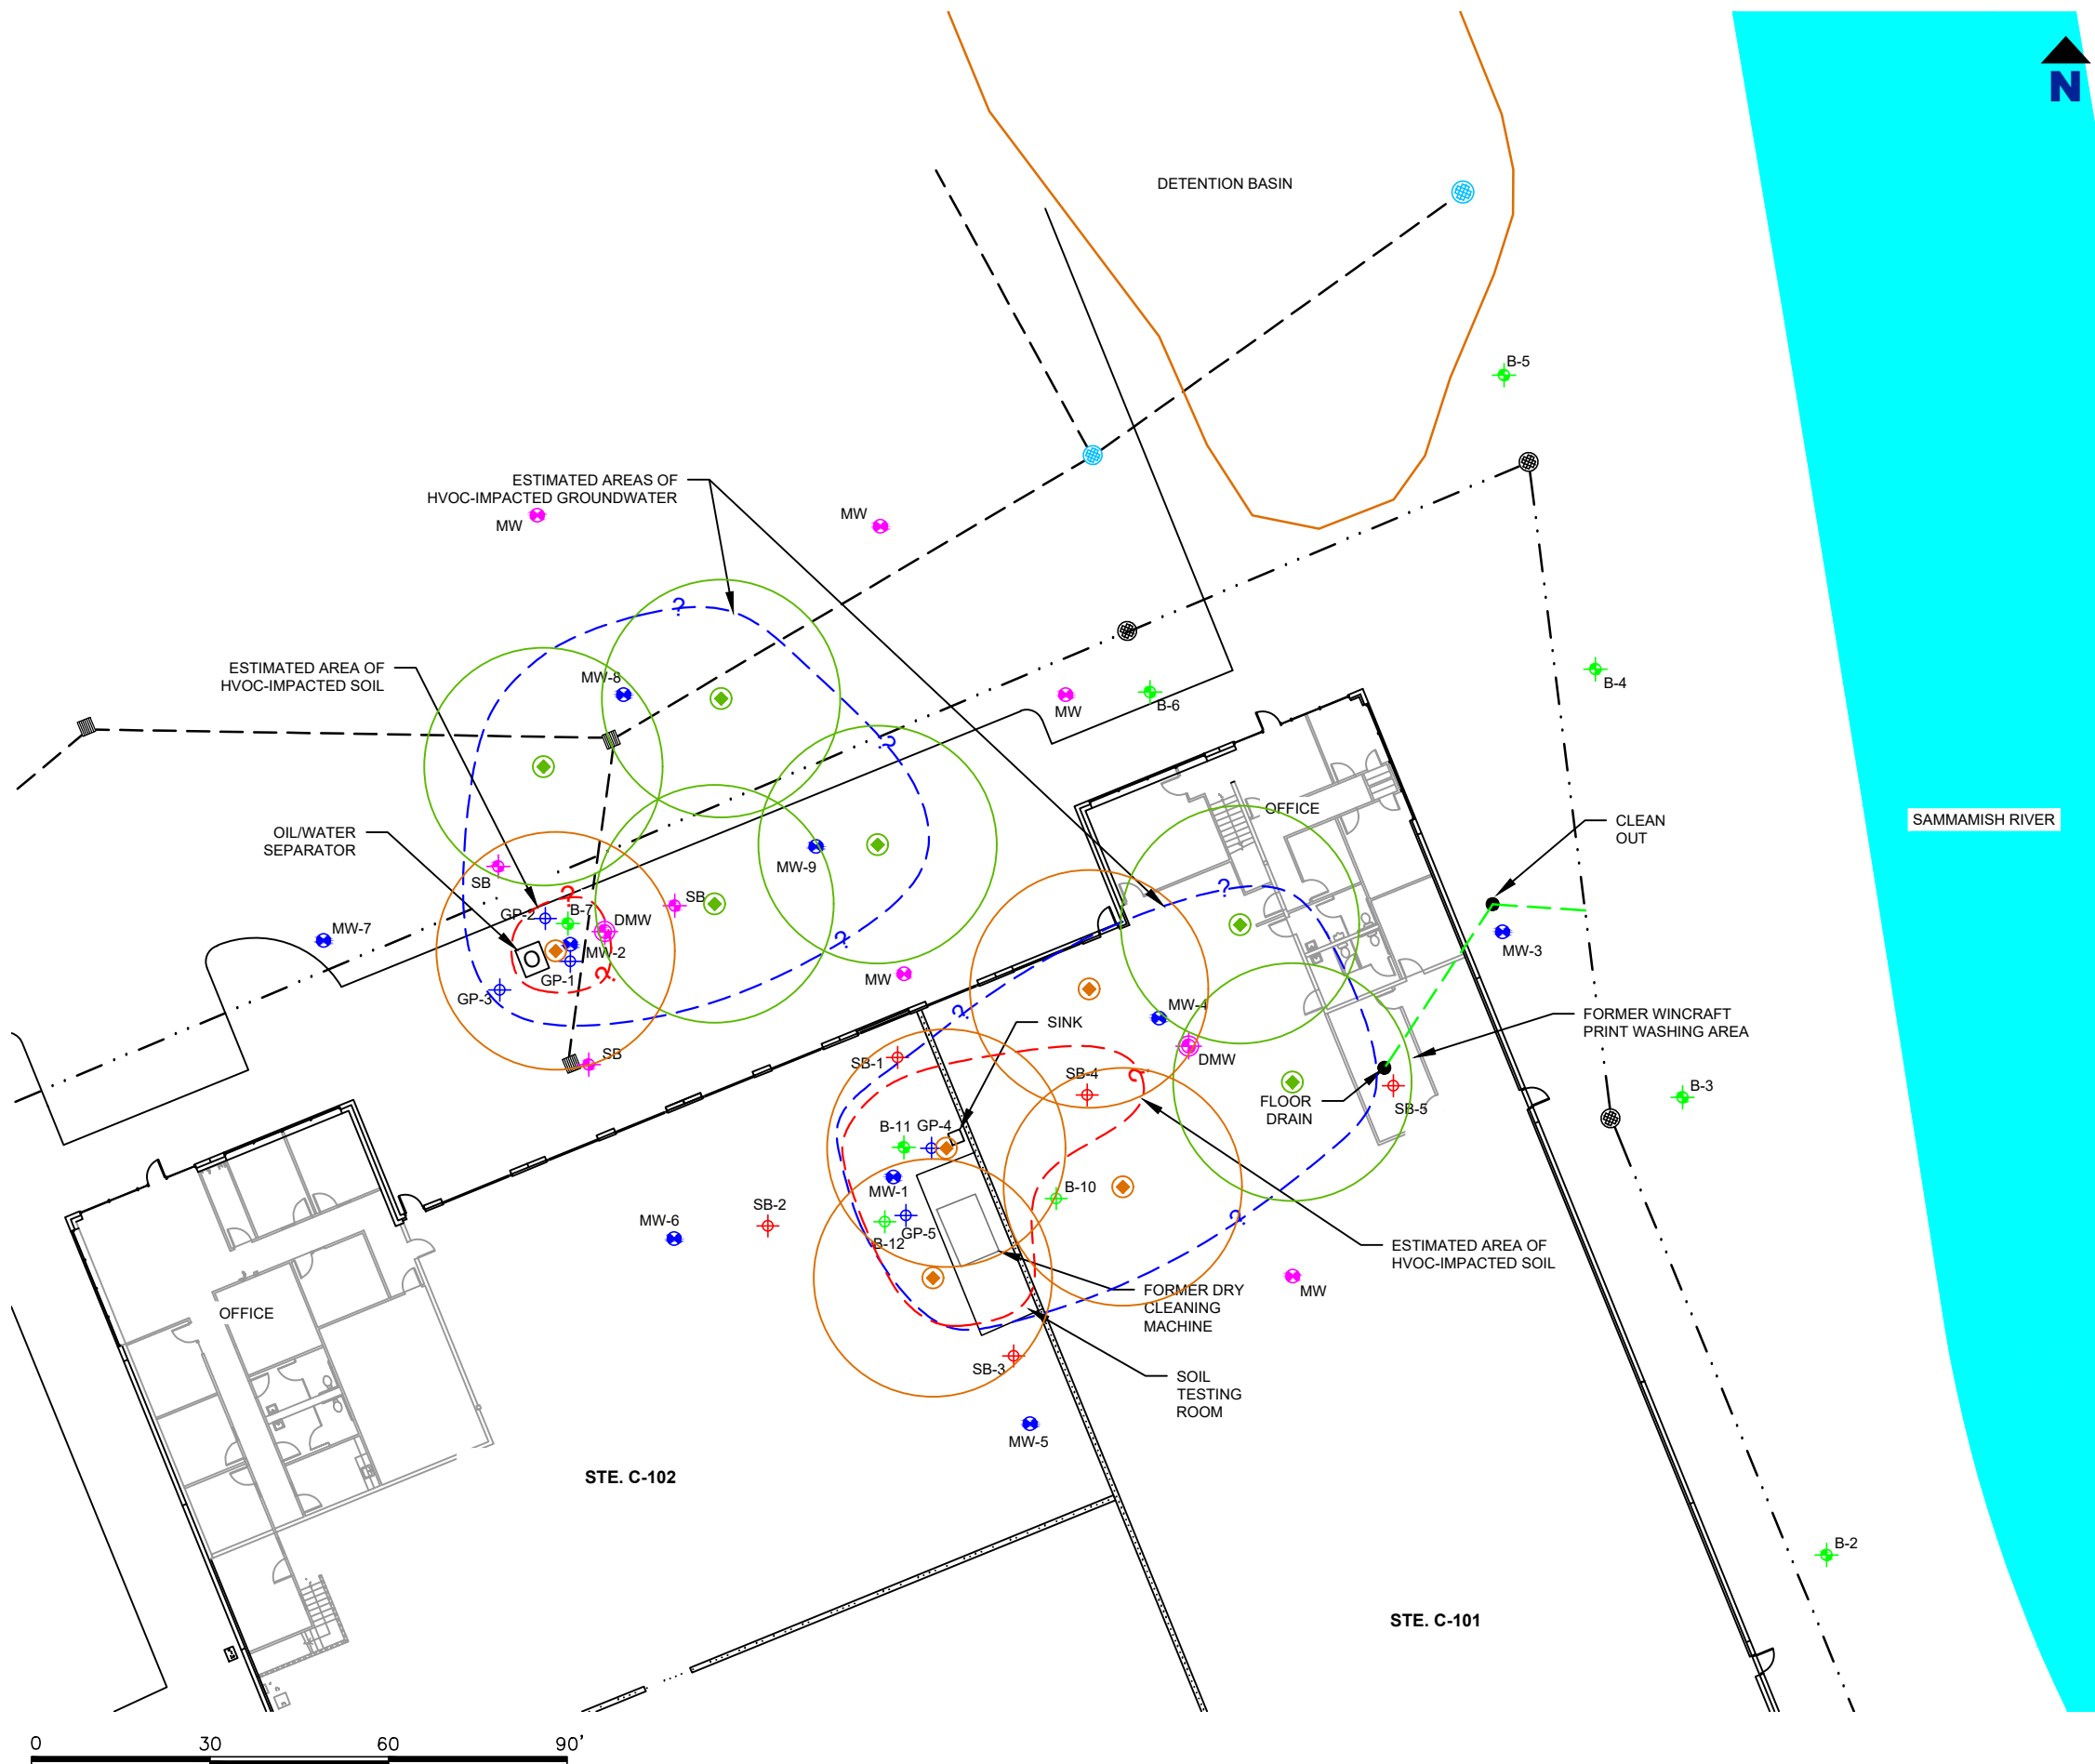 N
DETENTION BASIN
B-5
ESTIMATED AREAS OF
HVOC-IMPACTED GROUNDWATER
MW
MW
?
ESTIMATED AREA OF
HVOC-IMPACTED SOIL
MW-8
MW
B-6
B-4
?
OFFICE
SAMMAMISH RIVER
CLEAN
OUT
OIL/WATER
SEPARATOR
MW-9
SB
?
SB
?
GP-2
B-7
DMW
MW-7
MW-2
?
MW-3
GP-1
?
MW
GP-3
?
MW-4
SINK
FORMER WINCRAFT
PRINT WASHING AREA
SB
SB-1
DMW
SB-4
?
B-3
FLOOR
DRAIN
SB-5
B-11
GP-4
MW-1
B-10
SB-2
MW-6
GP-5
B-12
?
ESTIMATED AREA OF
HVOC-IMPACTED SOIL
MW
FORMER DRY
CLEANING
MACHINE
OFFICE
SB-3
SOIL
TESTING
ROOM
MW-5
STE. C-102
B-2
STE. C-101
0 30 60 90'